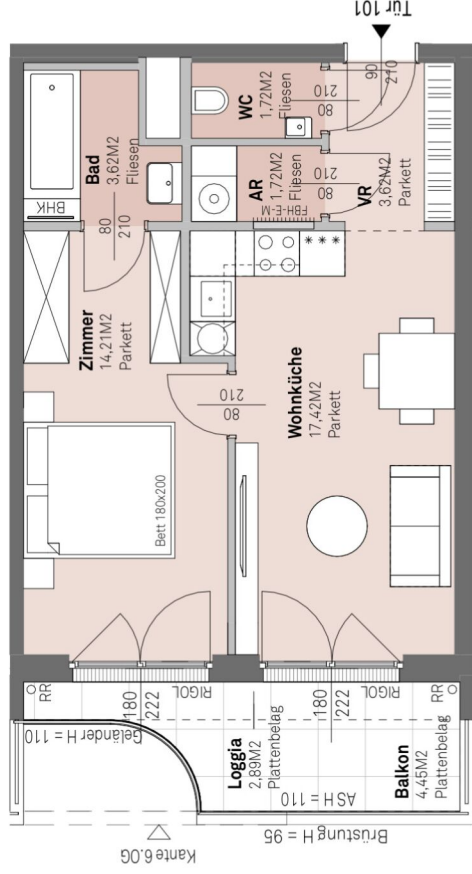 Tür 101
90
210
WC
1,72M2
Fliesen
80
210
AR
1,72M2
Fliesen
FBH-E-M
80
210
VR
3,62M2
Parkett
Bad
3,62M2
Fliesen
BHK
80
210
Zimmer
14,21M2
Parkett
Bett 180x200
80
210
Wohnküche
17,42M2
Parkett
***
RR
RIGOL
180
222
Geländer H = 110
Loggia
2,89M2
Plattenbelag
RIGOL
180
222
RR
ASH = 110
Balkon
4,45M2
Plattenbelag
Brüstung H = 95
Kante 6.OG